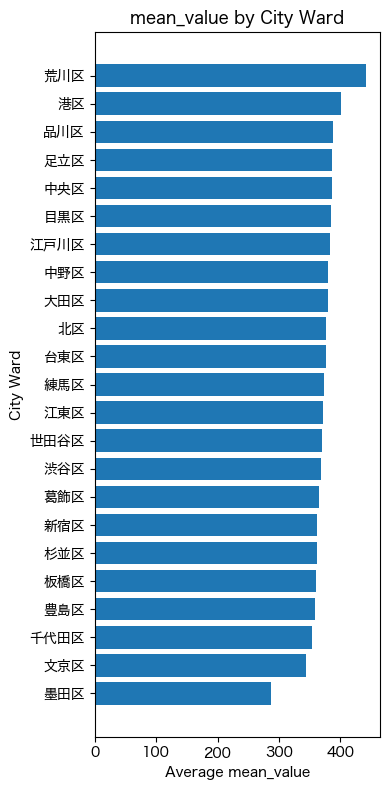 mean_value by City Ward
荒川区
港区
品川区
足立区
中央区
目黒区
江戸川区
中野区
大田区
北区
台東区
練馬区
江東区
世田谷区
渋谷区
葛飾区
新宿区
杉並区
板橋区
豊島区
千代田区
文京区
墨田区
City Ward
0 100 200 300 400
Average mean_value